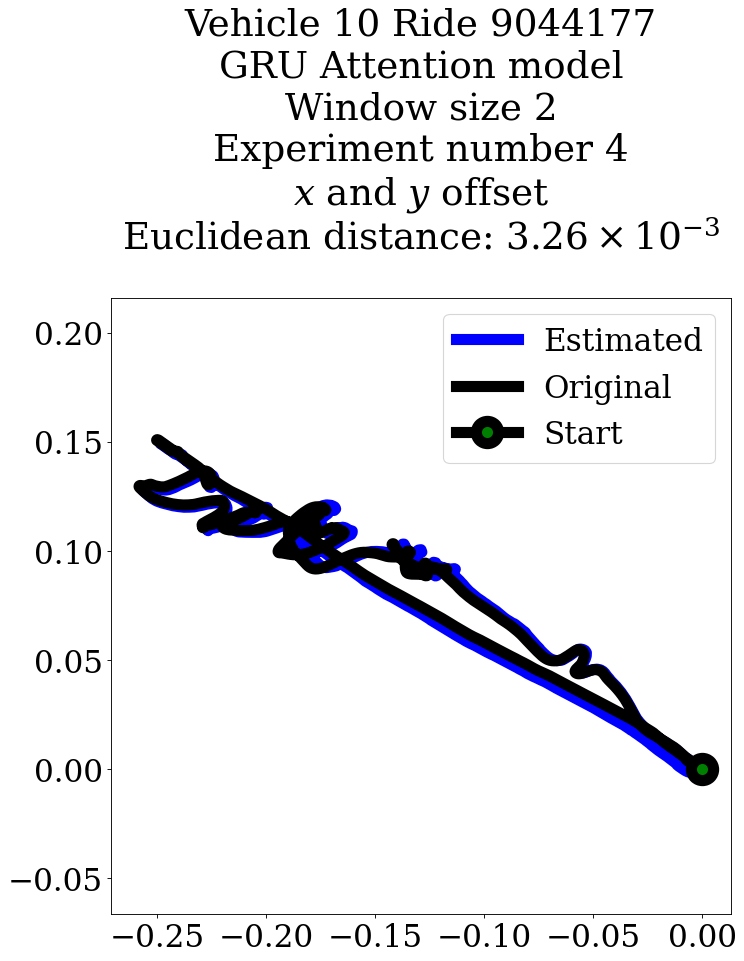 Vehicle 10 Ride 9044177
GRU Attention model
Window size 2
Experiment number 4
x and y offset
Euclidean distance: 3.26 × 10⁻³
Estimated
Original
Start
0.20
0.15
0.10
0.05
0.00
−0.05
−0.25 −0.20 −0.15 −0.10 −0.05 0.00